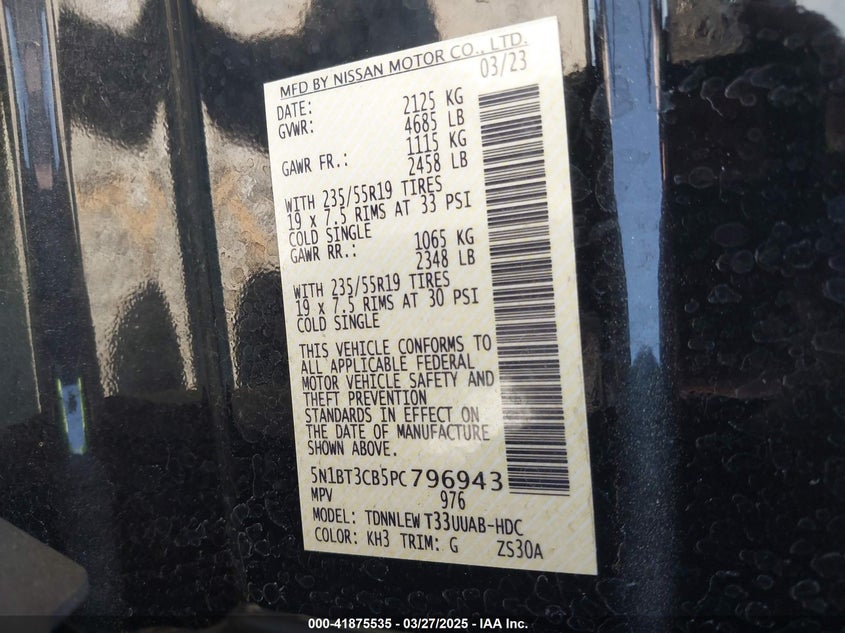 MFD BY NISSAN MOTOR CO., LTD.
DATE: 03/23
GVWR: 2125 KG
4685 LB
GAWR FR.: 1115 KG
2458 LB
WITH 235/55R19 TIRES
19 x 7.5 RIMS AT 33 PSI
COLD SINGLE
GAWR RR.: 1065 KG
2348 LB
WITH 235/55R19 TIRES
19 x 7.5 RIMS AT 30 PSI
COLD SINGLE
THIS VEHICLE CONFORMS TO
ALL APPLICABLE FEDERAL
MOTOR VEHICLE SAFETY AND
THEFT PREVENTION
STANDARDS IN EFFECT ON
THE DATE OF MANUFACTURE
SHOWN ABOVE.
5N1BT3CB5PC796943
MPV 976
MODEL: TDNNLEW T33UUAB-HDC
COLOR: KH3 TRIM: G ZS30A
000-41875535 — 03/27/2025 — IAA Inc.